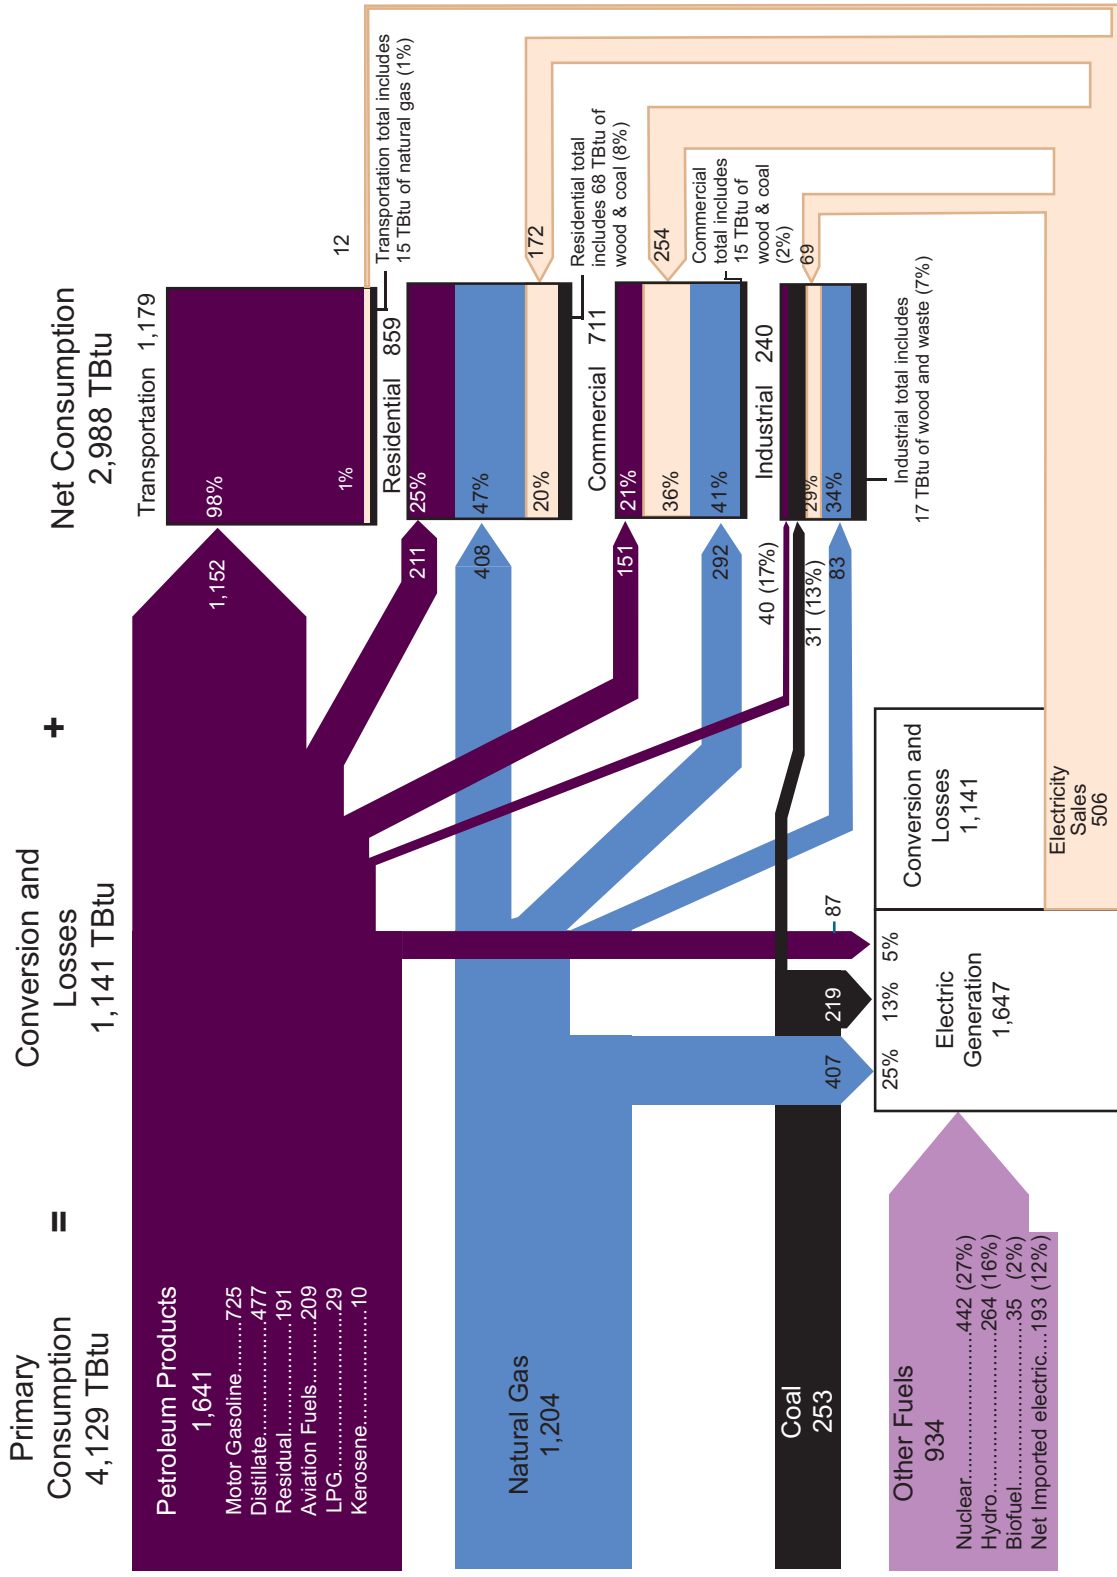 Primary
Consumption
4,129 TBtu
=
Conversion and
Losses
1,141 TBtu
+
Net Consumption
2,988 TBtu
Petroleum Products
1,641
Motor Gasoline.........725
Distillate....................477
Residual...................191
Aviation Fuels..........209
LPG...........................29
Kerosene..................10
Natural Gas
1,204
Coal
253
Other Fuels
934
Nuclear......................442 (27%)
Hydro........................264 (16%)
Biofuel.......................35 (2%)
Net Imported electric....193 (12%)
407
219
87
25%
13%
5%
Electric
Generation
1,647
Conversion and
Losses
1,141
Electricity
Sales
506
1,152
211
408
151
292
40 (17%)
31 (13%)
83
Transportation 1,179
98%
1%
12
Transportation total includes
15 TBtu of natural gas (1%)
Residential 859
25%
47%
20%
172
Residential total
includes 68 TBtu of
wood & coal (8%)
Commercial 711
21%
36%
41%
254
Commercial
total includes
15 TBtu of
wood & coal
(2%)
Industrial 240
29%
34%
69
Industrial total includes
17 TBtu of wood and waste (7%)